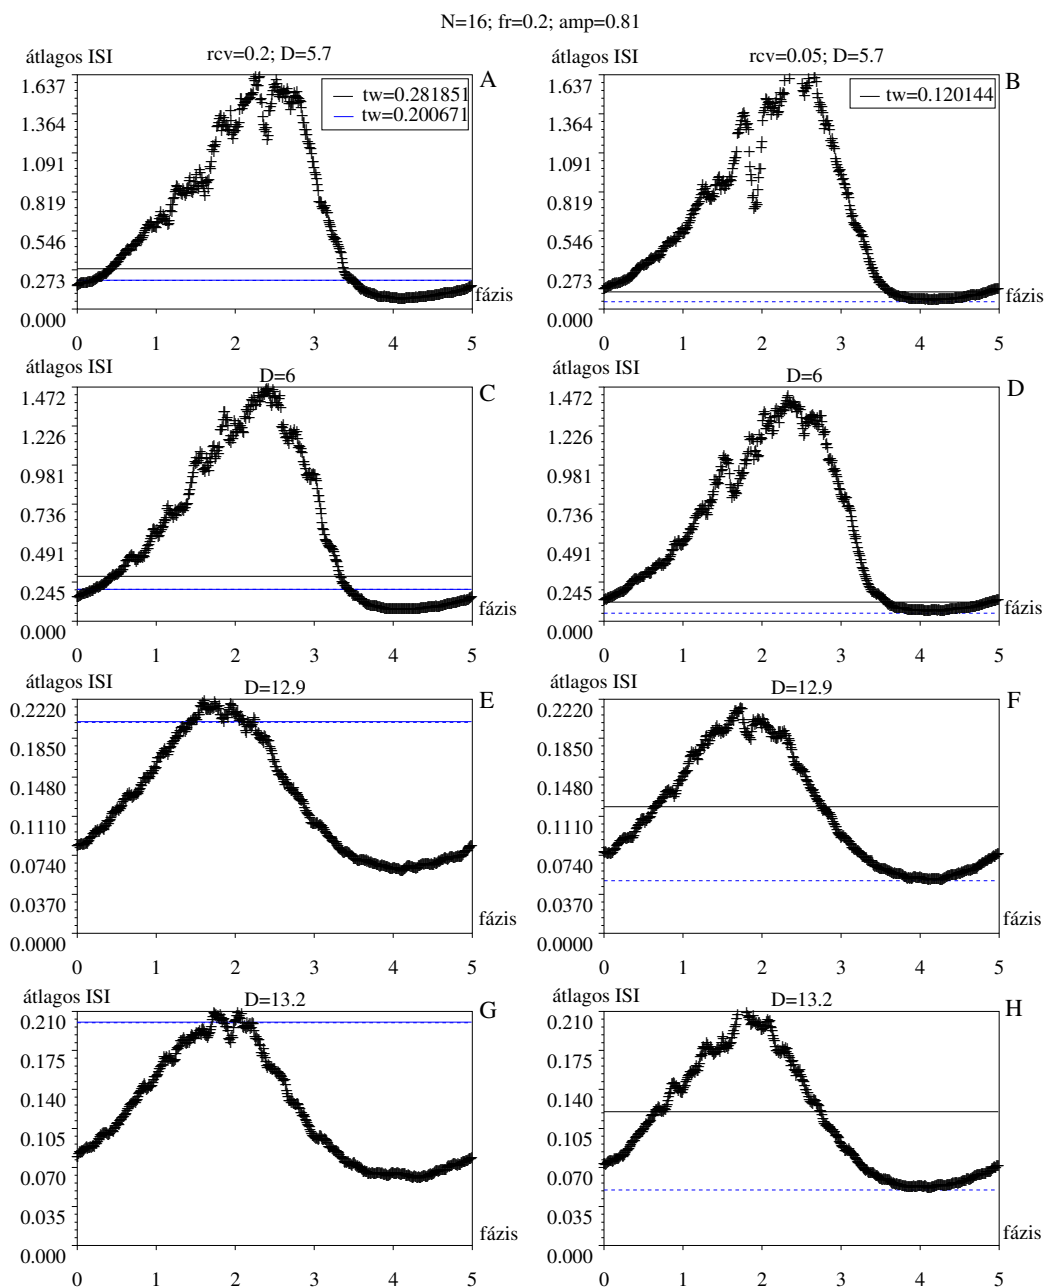 N=16; fr=0.2; amp=0.81
átlagos ISI
rcv=0.2; D=5.7
A
1.637
1.364
1.091
0.819
0.546
0.273
0.000
tw=0.281851
tw=0.200671
fázis
0 1 2 3 4 5
átlagos ISI
rcv=0.05; D=5.7
B
1.637
1.364
1.091
0.819
0.546
0.273
0.000
tw=0.120144
fázis
0 1 2 3 4 5
átlagos ISI
D=6
C
1.472
1.226
0.981
0.736
0.491
0.245
0.000
fázis
0 1 2 3 4 5
átlagos ISI
D=6
D
1.472
1.226
0.981
0.736
0.491
0.245
0.000
fázis
0 1 2 3 4 5
átlagos ISI
D=12.9
E
0.2220
0.1850
0.1480
0.1110
0.0740
0.0370
0.0000
fázis
0 1 2 3 4 5
átlagos ISI
D=12.9
F
0.2220
0.1850
0.1480
0.1110
0.0740
0.0370
0.0000
fázis
0 1 2 3 4 5
átlagos ISI
D=13.2
G
0.210
0.175
0.140
0.105
0.070
0.035
0.000
fázis
0 1 2 3 4 5
átlagos ISI
D=13.2
H
0.210
0.175
0.140
0.105
0.070
0.035
0.000
fázis
0 1 2 3 4 5